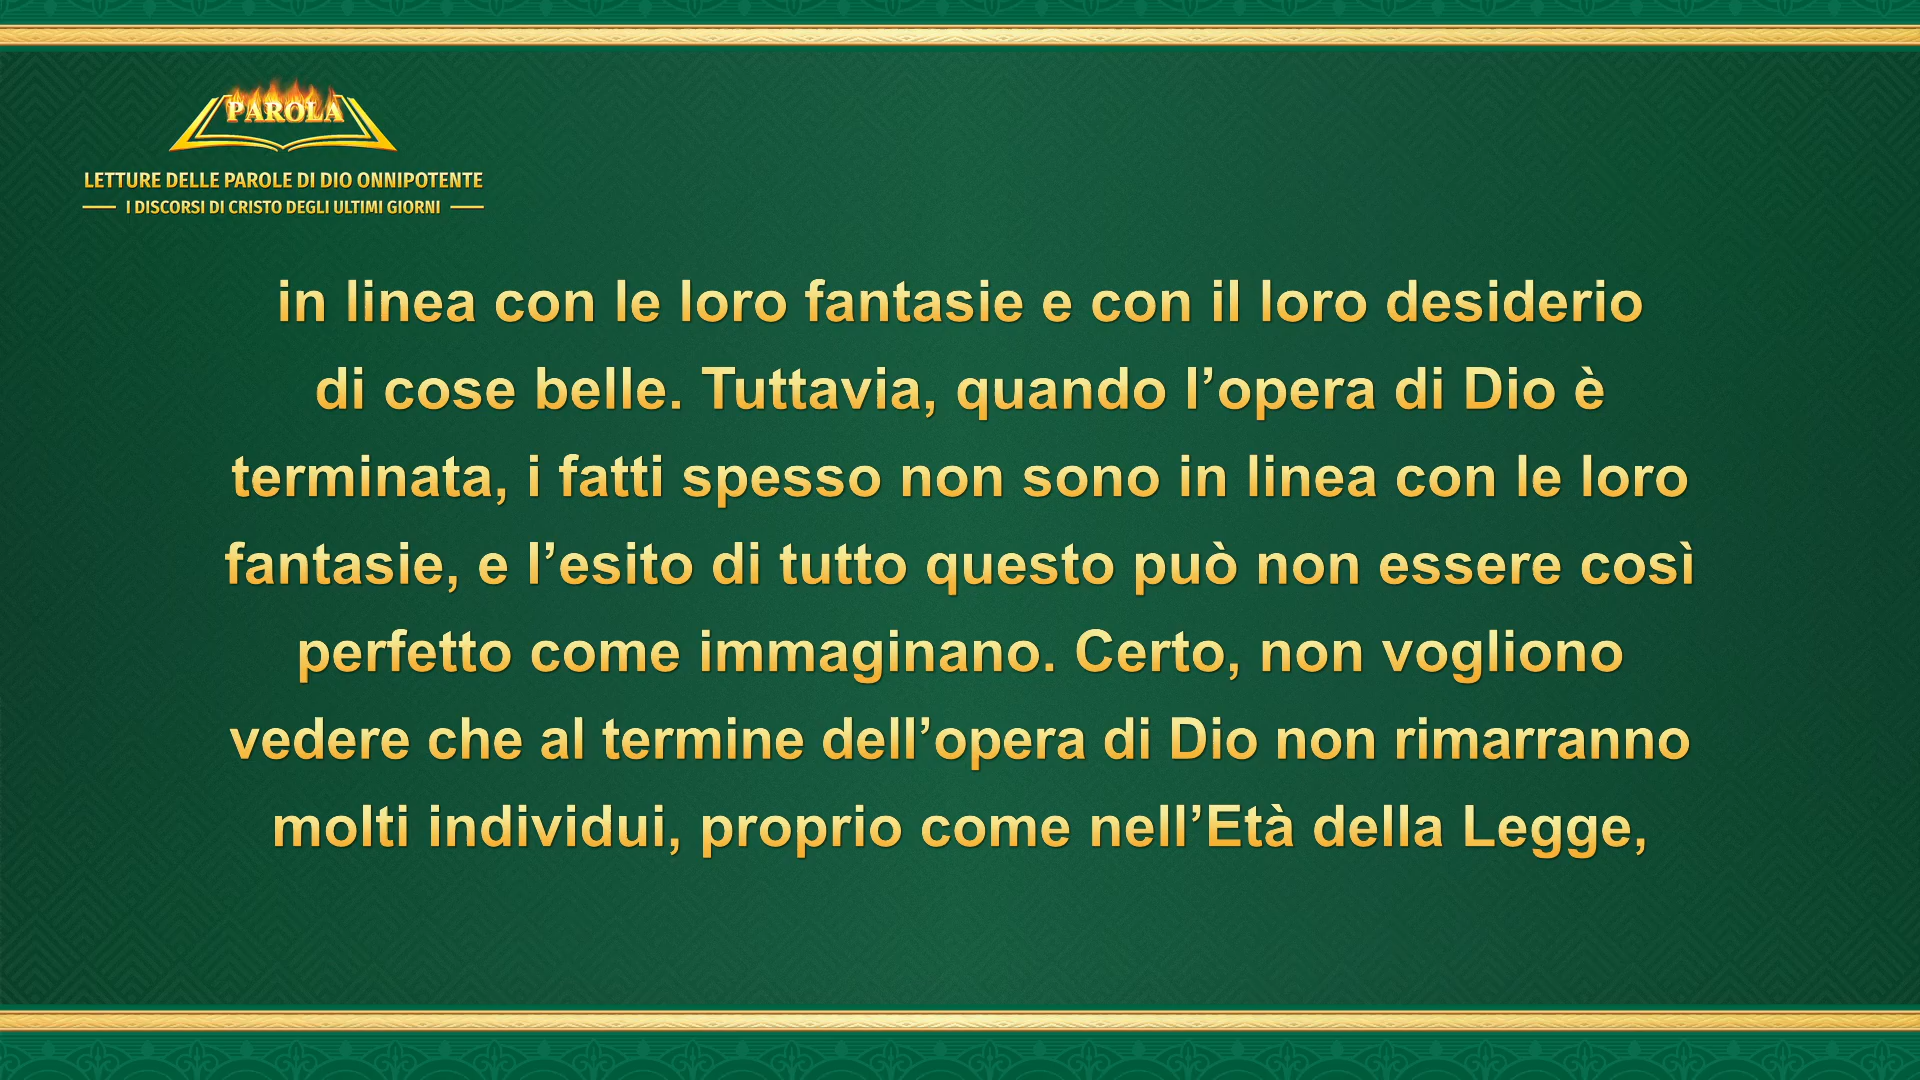 PAROLA
LETTURE DELLE PAROLE DI DIO ONNIPOTENTE
I DISCORSI DI CRISTO DEGLI ULTIMI GIORNI
in linea con le loro fantasie e con il loro desiderio
di cose belle. Tuttavia, quando l’opera di Dio è
terminata, i fatti spesso non sono in linea con le loro
fantasie, e l’esito di tutto questo può non essere così
perfetto come immaginano. Certo, non vogliono
vedere che al termine dell’opera di Dio non rimarranno
molti individui, proprio come nell’Età della Legge,